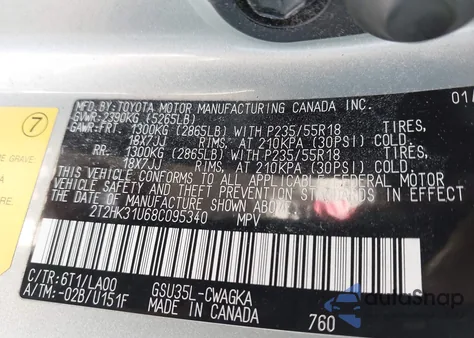 MFD. BY: TOYOTA MOTOR MANUFACTURING CANADA INC. 01/
GVWR: 2390KG (5265LB)
GAWR:FRT. 1300KG (2865LB) WITH P235/55R18 TIRES,
18X7JJ RIMS, AT 210KPA (30PSI) COLD.
RR. 1300KG (2865LB) WITH P235/55R18 TIRES,
18X7JJ RIMS, AT 210KPA (30PSI) COLD.
THIS VEHICLE CONFORMS TO ALL APPLICABLE FEDERAL MOTOR
VEHICLE SAFETY AND THEFT PREVENTION STANDARDS IN EFFECT ON
THE DATE OF MANUFACTURE SHOWN ABOVE.
2T2HK31U68C095340 MPV
C/TR: 6T1/LA00 GSU35L-CWAGKA
A/TM: -02B/U151F MADE IN CANADA 760
7
GRAVE
autoSnap